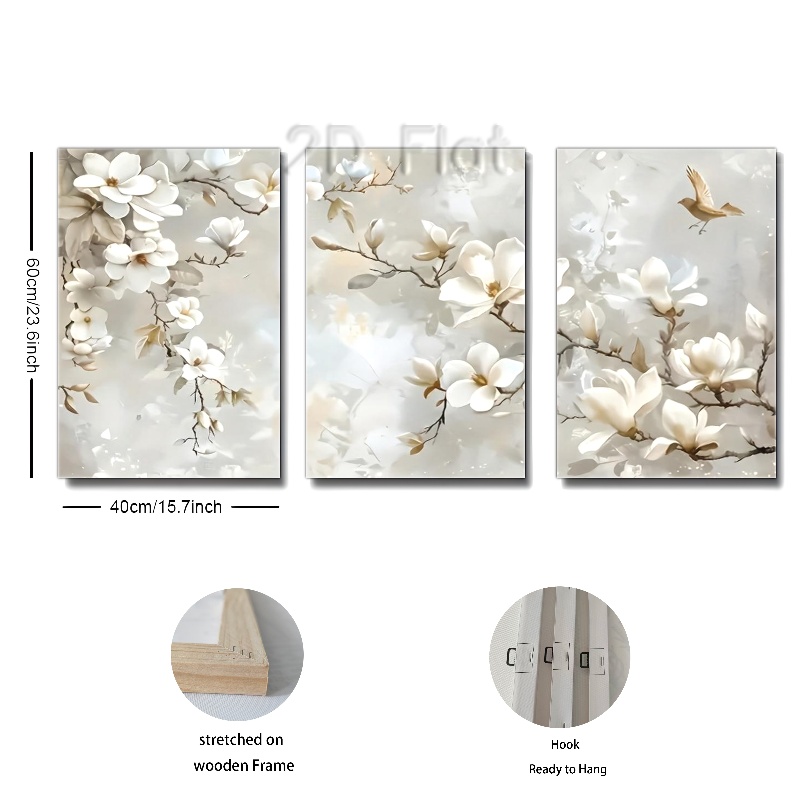 2D Flat
60cm/23.6inch
40cm/15.7inch
stretched on
wooden Frame
Hook
Ready to Hang